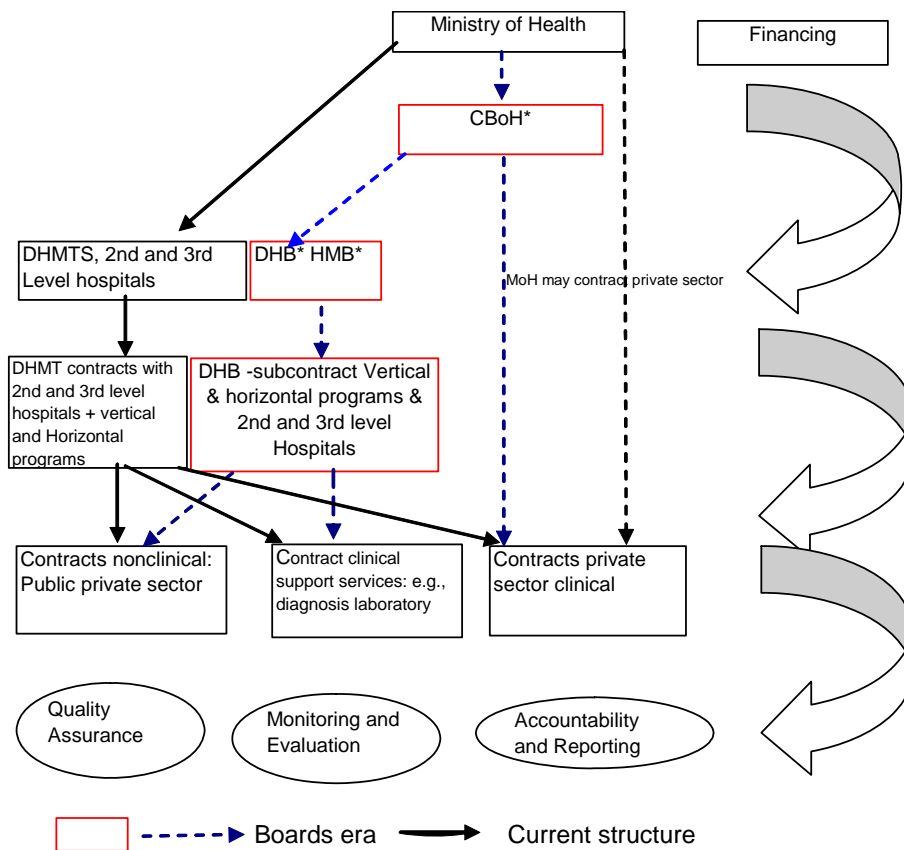 Ministry of Health
Financing
CBoH*
DHMTS, 2nd and 3rd
Level hospitals
DHB* HMB*
MoH may contract private sector
DHMT contracts with
2nd and 3rd level
hospitals + vertical
and Horizontal
programs
DHB -subcontract Vertical
& horizontal programs &
2nd and 3rd level
Hospitals
Contracts nonclinical:
Public private sector
Contract clinical
support services: e.g.,
diagnosis laboratory
Contracts private
sector clinical
Quality
Assurance
Monitoring and
Evaluation
Accountability
and Reporting
Boards era
Current structure